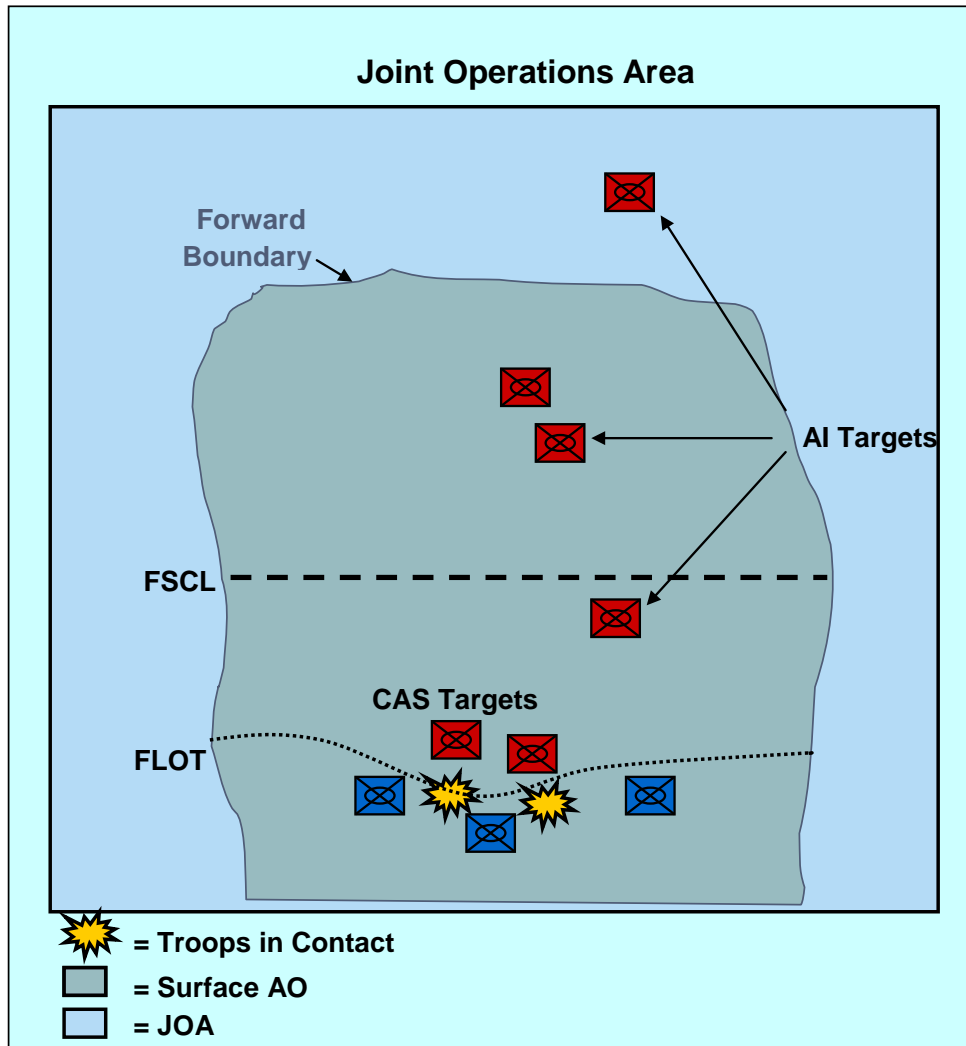 Joint Operations Area
Forward
Boundary
AI Targets
FSCL
CAS Targets
FLOT
= Troops in Contact
= Surface AO
= JOA